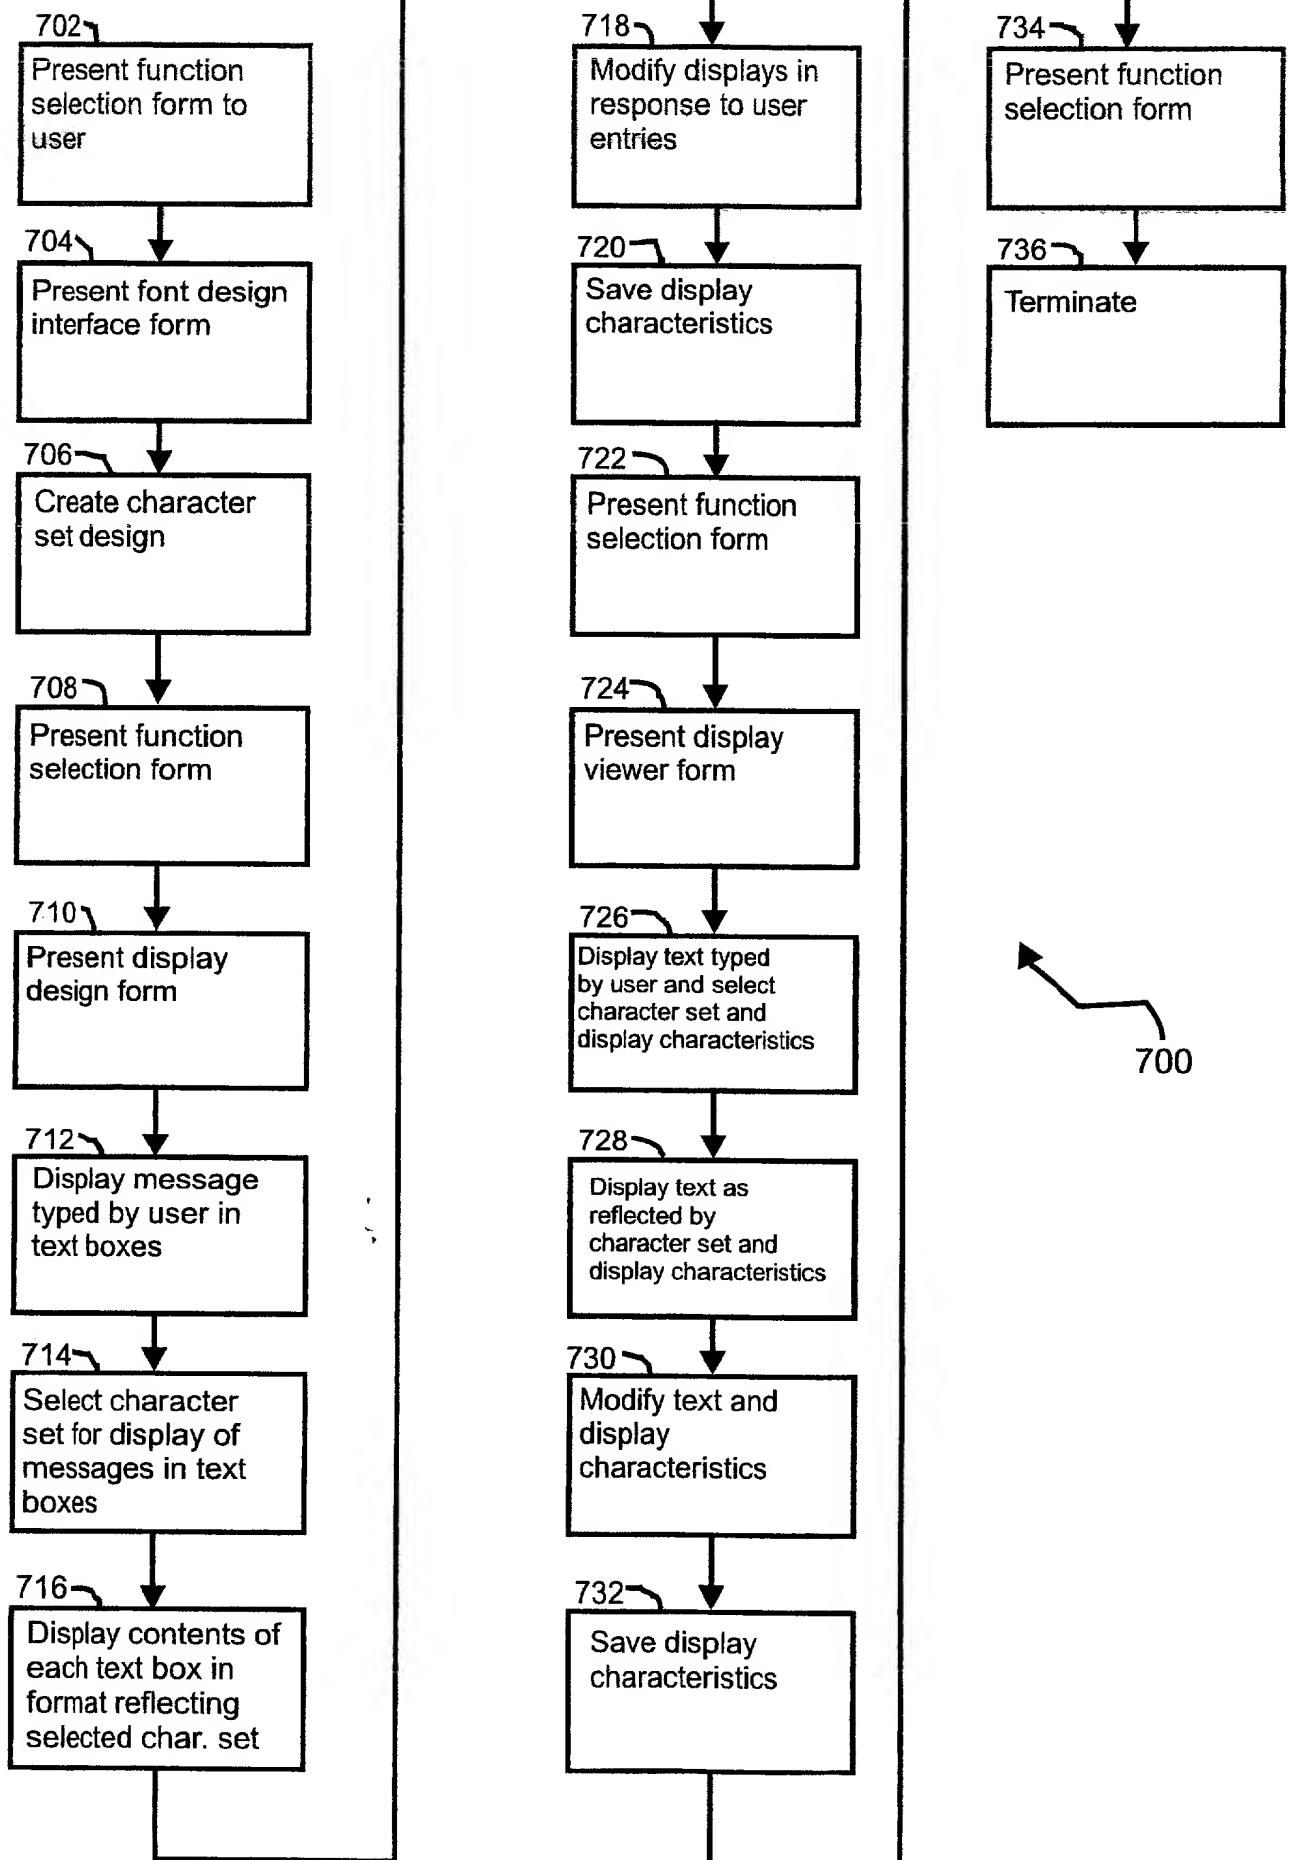 702
Present function
selection form to
user
704
Present font design
interface form
706
Create character
set design
708
Present function
selection form
710
Present display
design form
712
Display message
typed by user in
text boxes
714
Select character
set for display of
messages in text
boxes
716
Display contents of
each text box in
format reflecting
selected char. set
718
Modify displays in
response to user
entries
720
Save display
characteristics
722
Present function
selection form
724
Present display
viewer form
726
Display text typed
by user and select
character set and
display characteristics
728
Display text as
reflected by
character set and
display characteristics
730
Modify text and
display
characteristics
732
Save display
characteristics
734
Present function
selection form
736
Terminate
700